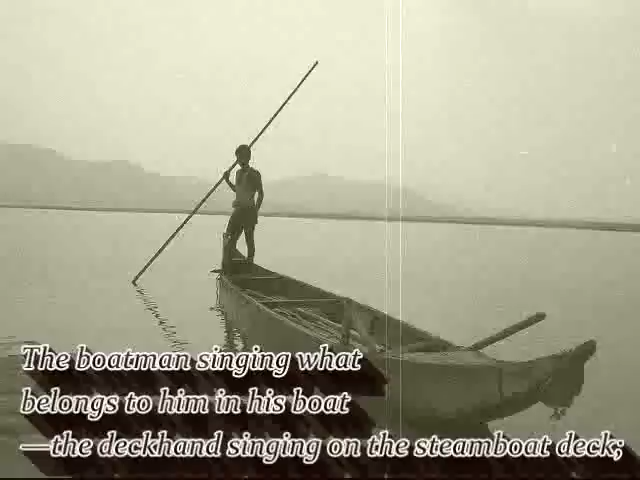 The boatman singing what
belongs to him in his boat
—the deckhand singing on the steamboat deck;